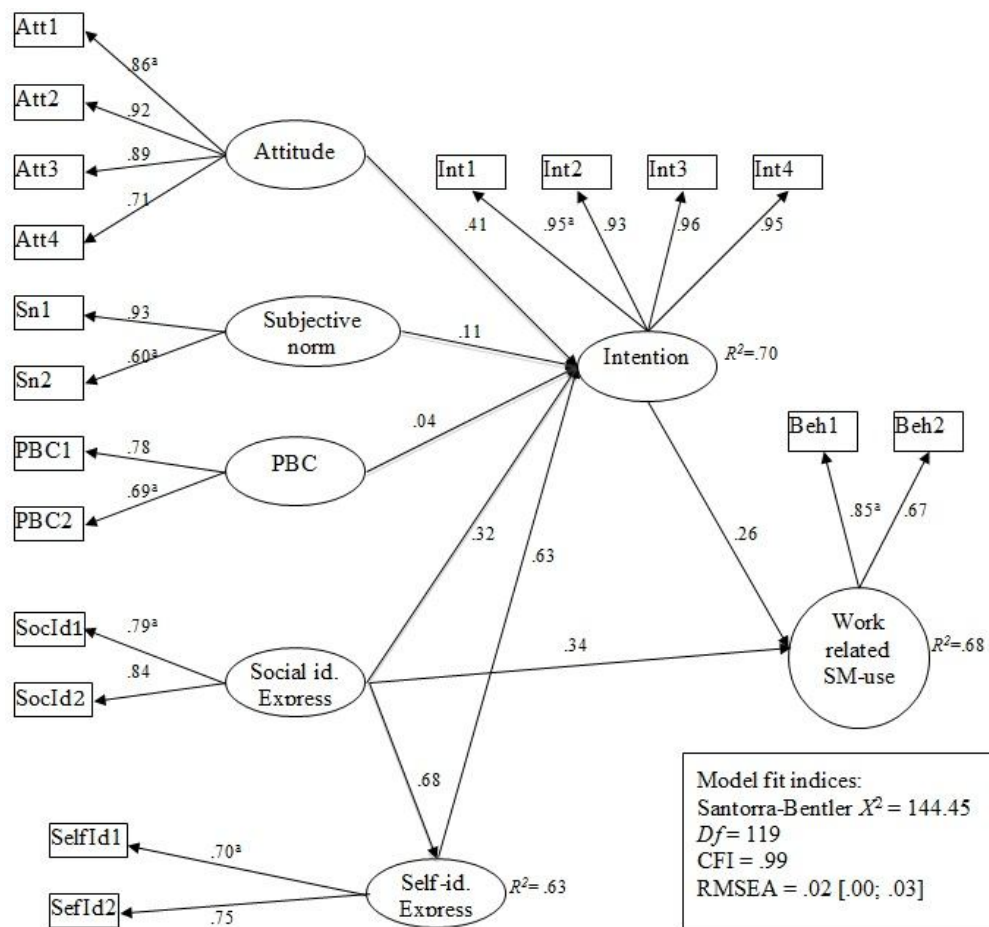 Att1
.86ª
Att2
.92
Att3
.89
Att4
.71
Attitude
Int1
Int2
Int3
Int4
.95ª
.93
.96
.95
.41
Sn1
.93
Sn2
.60ª
Subjective
norm
.11
Intention
R²=.70
PBC1
.78
PBC2
.69ª
PBC
.04
Beh1
Beh2
.85ª
.67
.32
.63
.26
SocId1
.79ª
SocId2
.84
Social id.
Express
.34
Work
related
SM-use
R²=.68
.68
SelfId1
.70ª
SefId2
.75
Self-id.
Express
R²= .63
Model fit indices:
Santorra-Bentler X² = 144.45
Df = 119
CFI = .99
RMSEA = .02 [.00; .03]